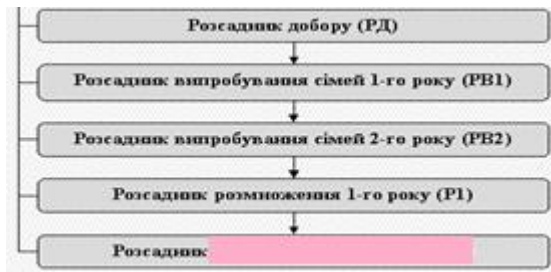 Розсадник добору (РД)
Розсадник випробування сімей 1-го року (РВ1)
Розсадник випробування сімей 2-го року (РВ2)
Розсадник розмноження 1-го року (Р1)
Розсадник